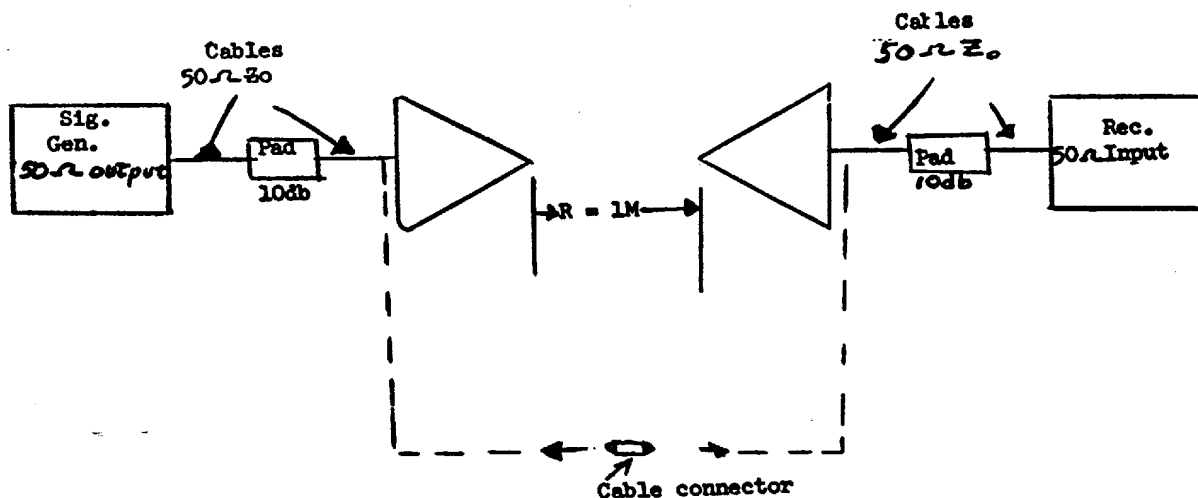 Cables
50Ω Zo
Cables
50Ω Zo
Sig.
Gen.
50Ω output
Pad
10db
R = 1M
Pad
10db
Rec.
50Ω Input
Cable connector